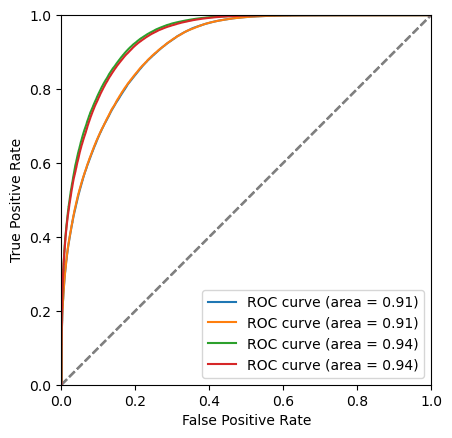 1.0
0.8
0.6
0.4
0.2
0.0
True Positive Rate
ROC curve (area = 0.91)
ROC curve (area = 0.91)
ROC curve (area = 0.94)
ROC curve (area = 0.94)
0.0 0.2 0.4 0.6 0.8 1.0
False Positive Rate